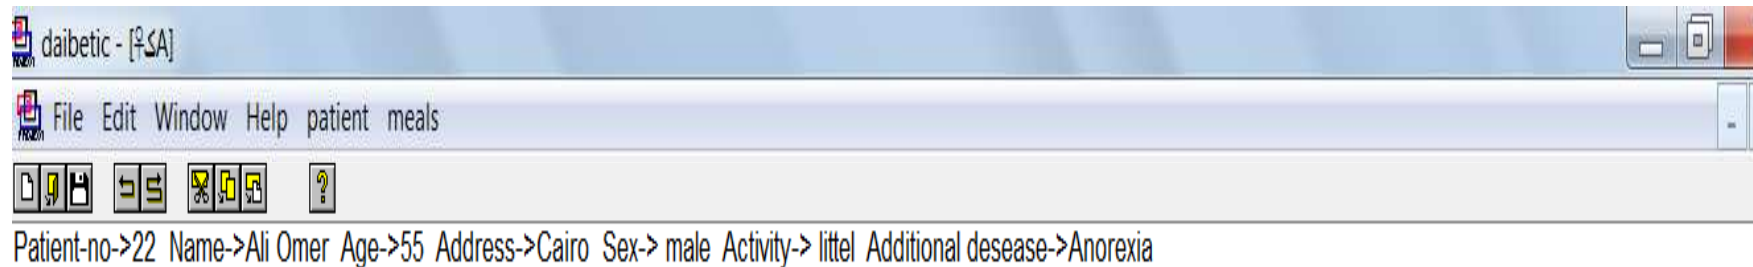 daibetic - [♀≤A]
File Edit Window Help patient meals
Patient-no->22 Name->Ali Omer Age->55 Address->Cairo Sex-> male Activity-> littel Additional desease->Anorexia